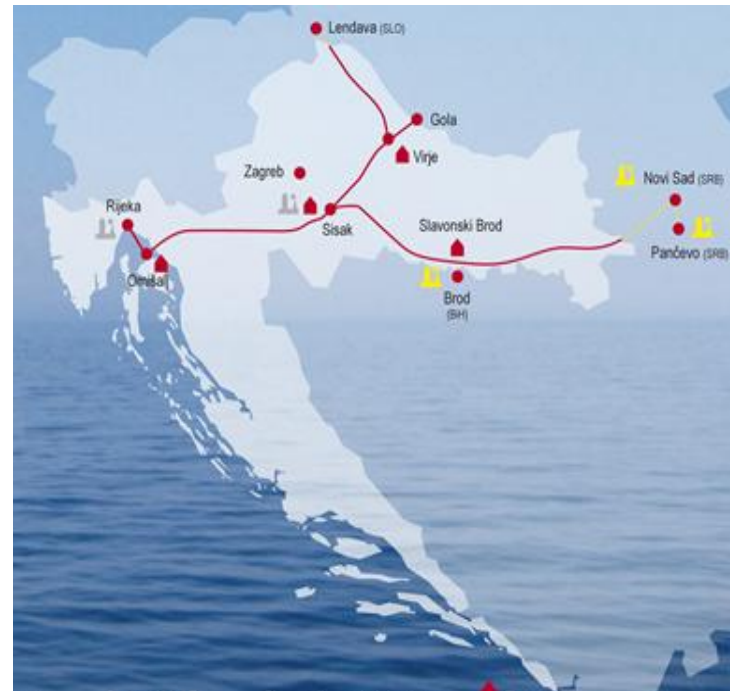 Lendava (SLO)
Gola
Virje
Zagreb
Novi Sad (SRB)
Rijeka
Sisak
Slavonski Brod
Pančevo (SRB)
Omišalj
Brod
(BiH)